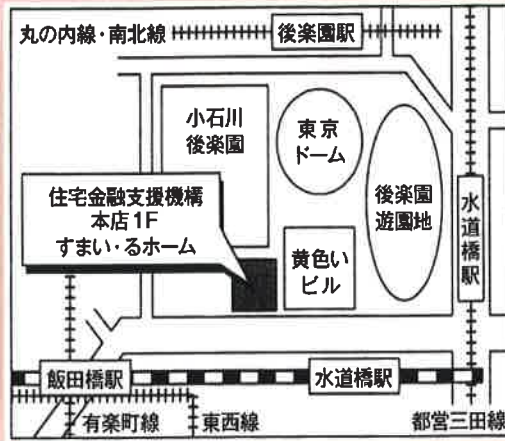 丸の内線・南北線
後楽園駅
小石川
後楽園
東京
ドーム
後楽園
遊園地
水道橋駅
住宅金融支援機構
本店1F
すまい・るホーム
黄色い
ビル
飯田橋駅
水道橋駅
有楽町線
東西線
都営三田線